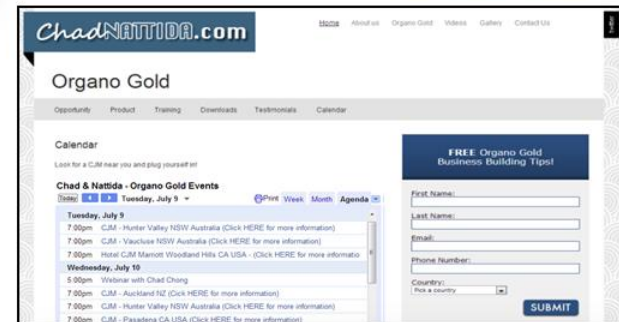 ChadNATTIDA.com
Home About us Organo Gold Videos Gallery Contact Us
twitter
Organo Gold
Opportunity Product Training Downloads Testimonials Calendar
Calendar
Look for a CJM near you and plug yourself in!
Chad & Nattida - Organo Gold Events
Today Tuesday, July 9 Print Week Month Agenda
Tuesday, July 9
7:00pm CJM - Hunter Valley NSW Australia (Click HERE for more information)
7:00pm CJM - Vaucluse NSW Australia (Click HERE for more information)
7:00pm Hotel CJM Marriott Woodland Hills CA USA - (Click HERE for more informatio
Wednesday, July 10
5:00pm Webinar with Chad Chong
7:00pm CJM - Auckland NZ (Click HERE for more information)
7:00pm CJM - Hunter Valley NSW Australia (Click HERE for more information)
7:00pm CJM - Pasadena CA USA (Click HERE for more information)
FREE Organo Gold
Business Building Tips!
First Name:
Last Name:
Email:
Phone Number:
Country:
Pick a country
SUBMIT